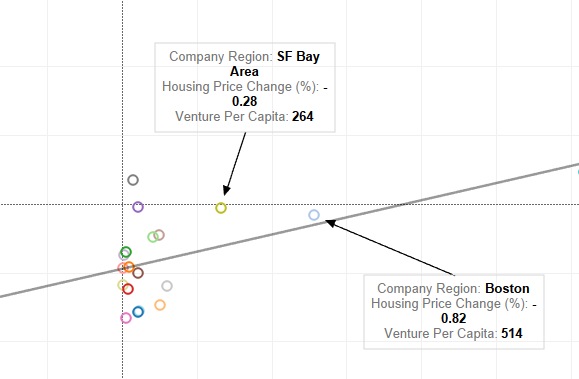 Company Region: SF Bay
Area
Housing Price Change (%): -
0.28
Venture Per Capita: 264
Company Region: Boston
Housing Price Change (%): -
0.82
Venture Per Capita: 514